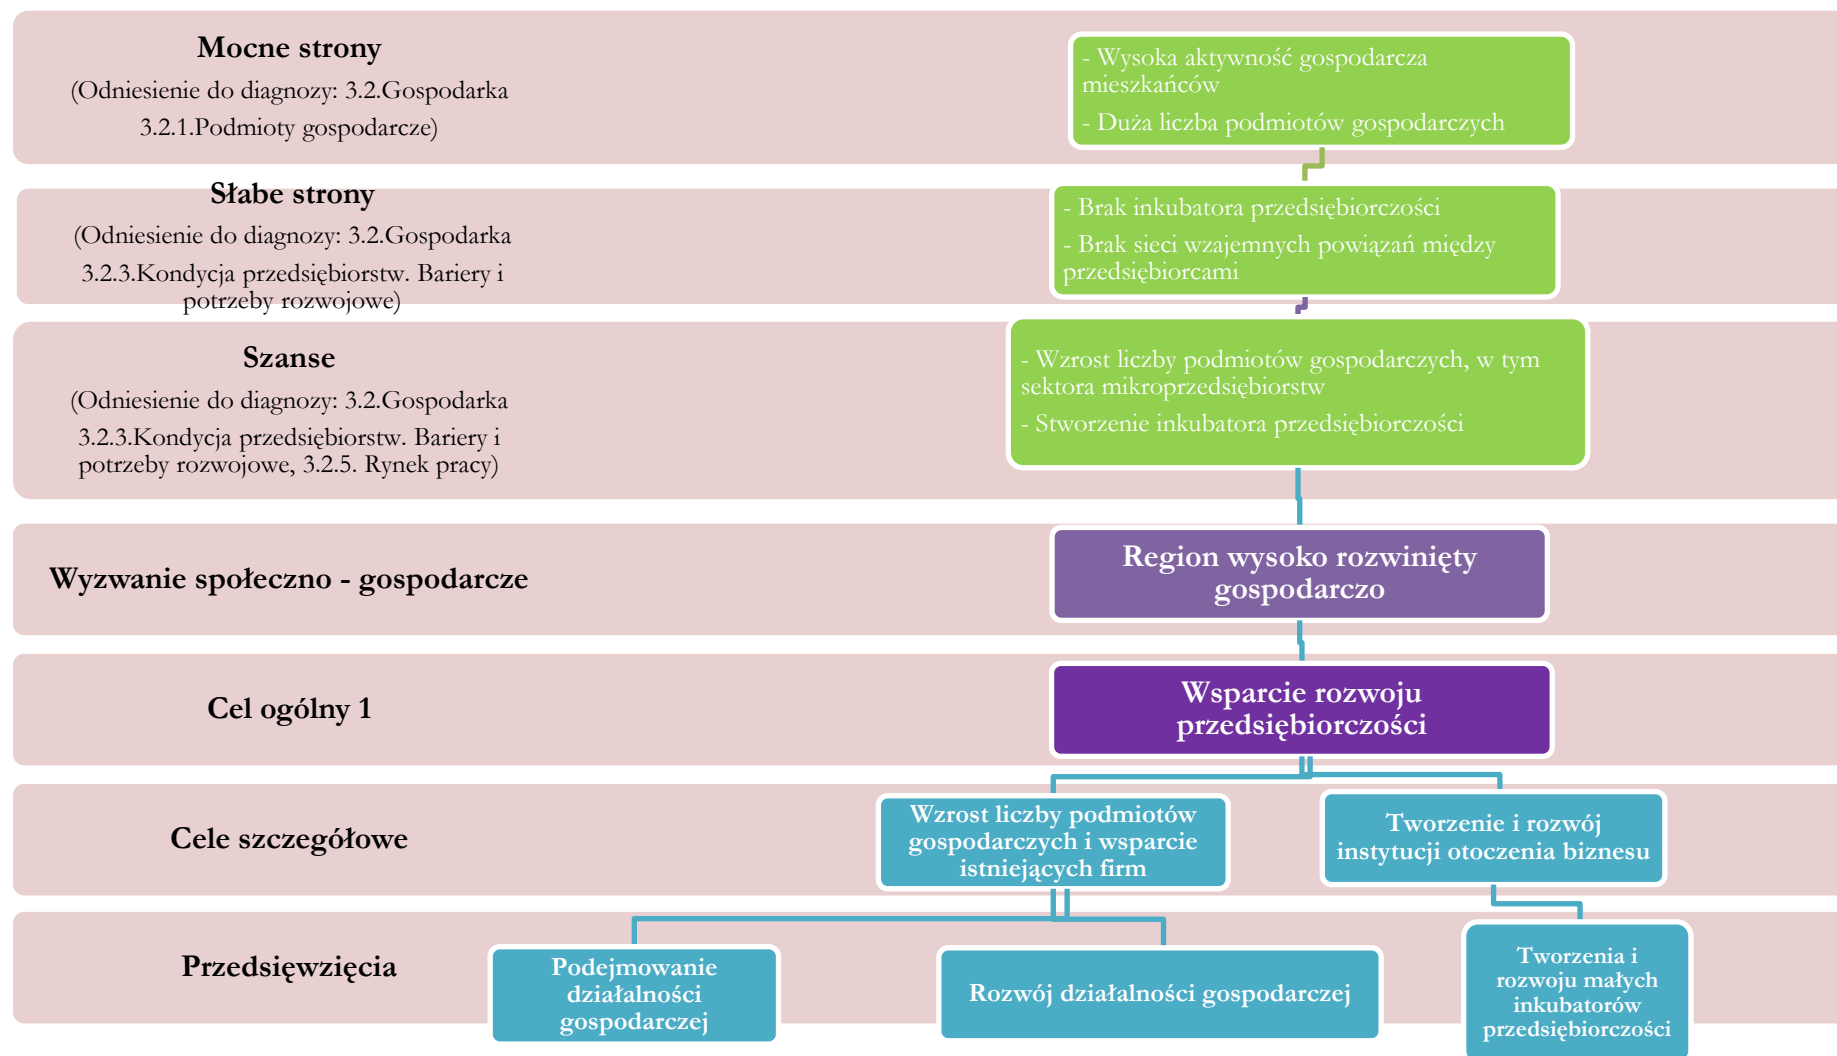 Mocne strony
(Odniesienie do diagnozy: 3.2.Gospodarka
3.2.1.Podmioty gospodarcze)
- Wysoka aktywność gospodarcza
mieszkańców
- Duża liczba podmiotów gospodarczych
Słabe strony
(Odniesienie do diagnozy: 3.2.Gospodarka
3.2.3.Kondycja przedsiębiorstw. Bariery i
potrzeby rozwojowe)
- Brak inkubatora przedsiębiorczości
- Brak sieci wzajemnych powiązań między
przedsiębiorcami
Szanse
(Odniesienie do diagnozy: 3.2.Gospodarka
3.2.3.Kondycja przedsiębiorstw. Bariery i
potrzeby rozwojowe, 3.2.5. Rynek pracy)
- Wzrost liczby podmiotów gospodarczych, w tym
sektora mikroprzedsiębiorstw
- Stworzenie inkubatora przedsiębiorczości
Wyzwanie społeczno - gospodarcze
Region wysoko rozwinięty
gospodarczo
Cel ogólny 1
Wsparcie rozwoju
przedsiębiorczości
Cele szczegółowe
Wzrost liczby podmiotów
gospodarczych i wsparcie
istniejących firm
Tworzenie i rozwój
instytucji otoczenia biznesu
Przedsięwzięcia
Podejmowanie
działalności
gospodarczej
Rozwój działalności gospodarczej
Tworzenia i
rozwoju małych
inkubatorów
przedsiębiorczości